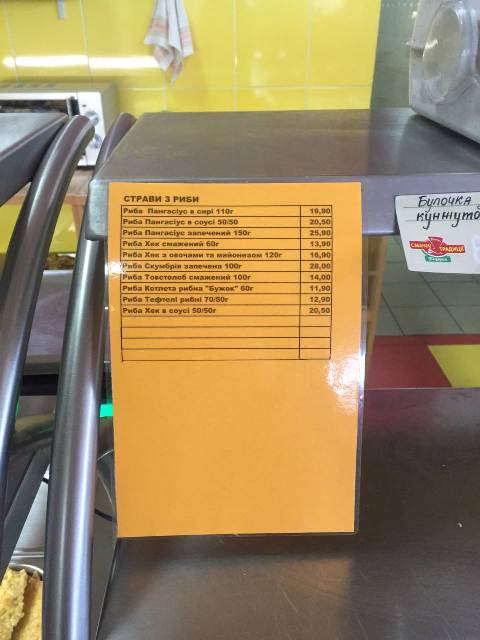 СТРАВИ З РИБИ
Риба Пангасіус в сирі 110г 19,90
Риба Пангасіус в соусі 50/50 20,50
Риба Пангасіус запечений 150г 25,90
Риба Хек смажений 60г 13,90
Риба Хек з овочами та майонезом 120г 16,90
Риба Скумбрія запечена 100г 28,00
Риба Товстолоб смажений 100г 14,00
Риба Котлета рибна "Бужок" 60г 11,90
Риба Тефтелі рибні 70/50г 12,90
Риба Хек в соусі 50/50г 20,50
Булочка
кунжуто
СМАЧНІ ТРАДИЦІЇ